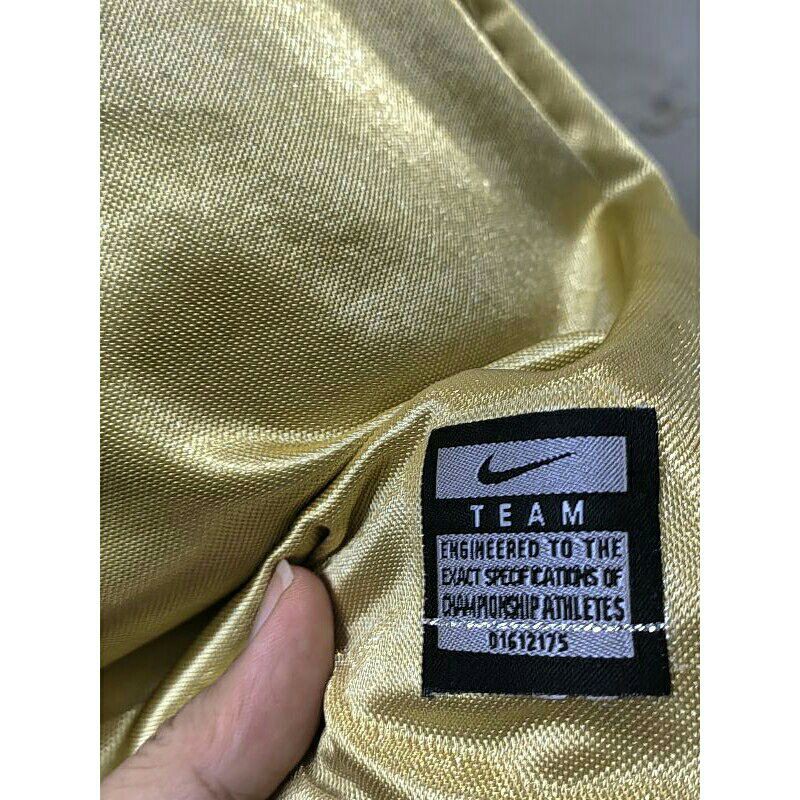 TEAM
ENGINEERED TO THE
EXACT SPECIFICATIONS OF
CHAMPIONSHIP ATHLETES
01612175